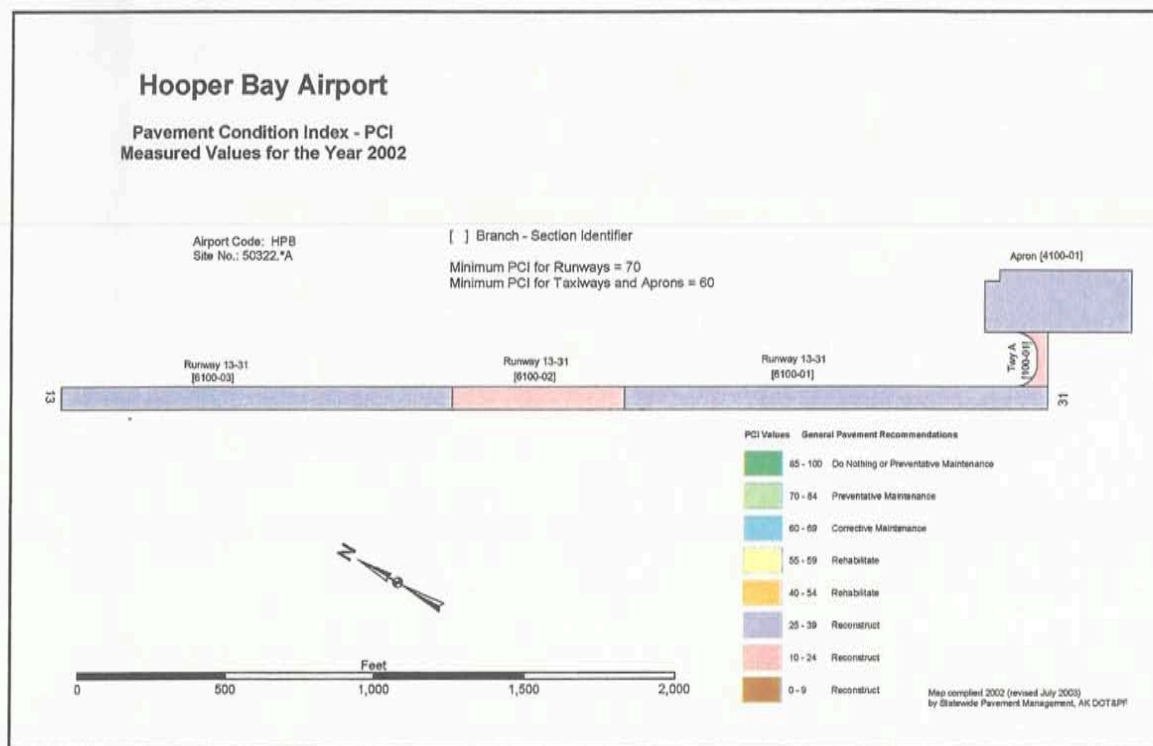 Hooper Bay Airport
Pavement Condition Index - PCI
Measured Values for the Year 2002
Airport Code: HPB
Site No.: 50322.*A
[ ] Branch - Section Identifier
Minimum PCI for Runways = 70
Minimum PCI for Taxiways and Aprons = 60
Apron [4100-01]
Twy A
[100-01]
Runway 13-31
[6100-03]
Runway 13-31
[6100-02]
Runway 13-31
[6100-01]
13
31
PCI Values General Pavement Recommendations
85 - 100 Do Nothing or Preventative Maintenance
70 - 84 Preventative Maintenance
60 - 69 Corrective Maintenance
55 - 59 Rehabilitate
40 - 54 Rehabilitate
25 - 39 Reconstruct
10 - 24 Reconstruct
0 - 9 Reconstruct
N
Feet
0 500 1,000 1,500 2,000
Map compiled 2002 (revised July 2003)
by Statewide Pavement Management, AK DOT&PF